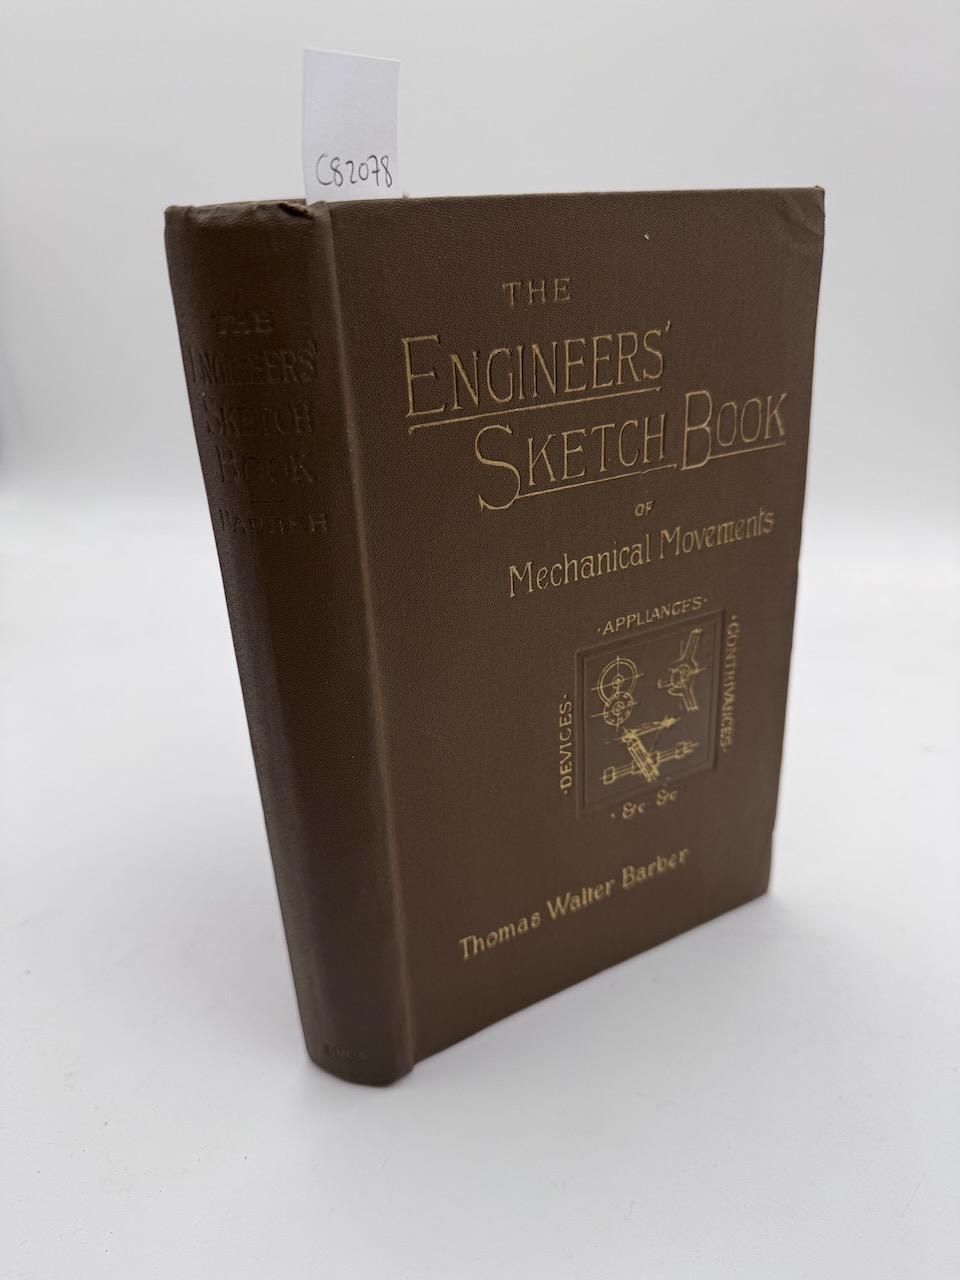 C82078
THE
ENGINEERS'
SKETCH
BOOK
BARBER
THE
ENGINEERS'
SKETCH BOOK
OF
Mechanical Movements
·APPLIANCES·
·DEVICES·
·CONTRIVANCES·
· &c &c ·
Thomas Walter Barber